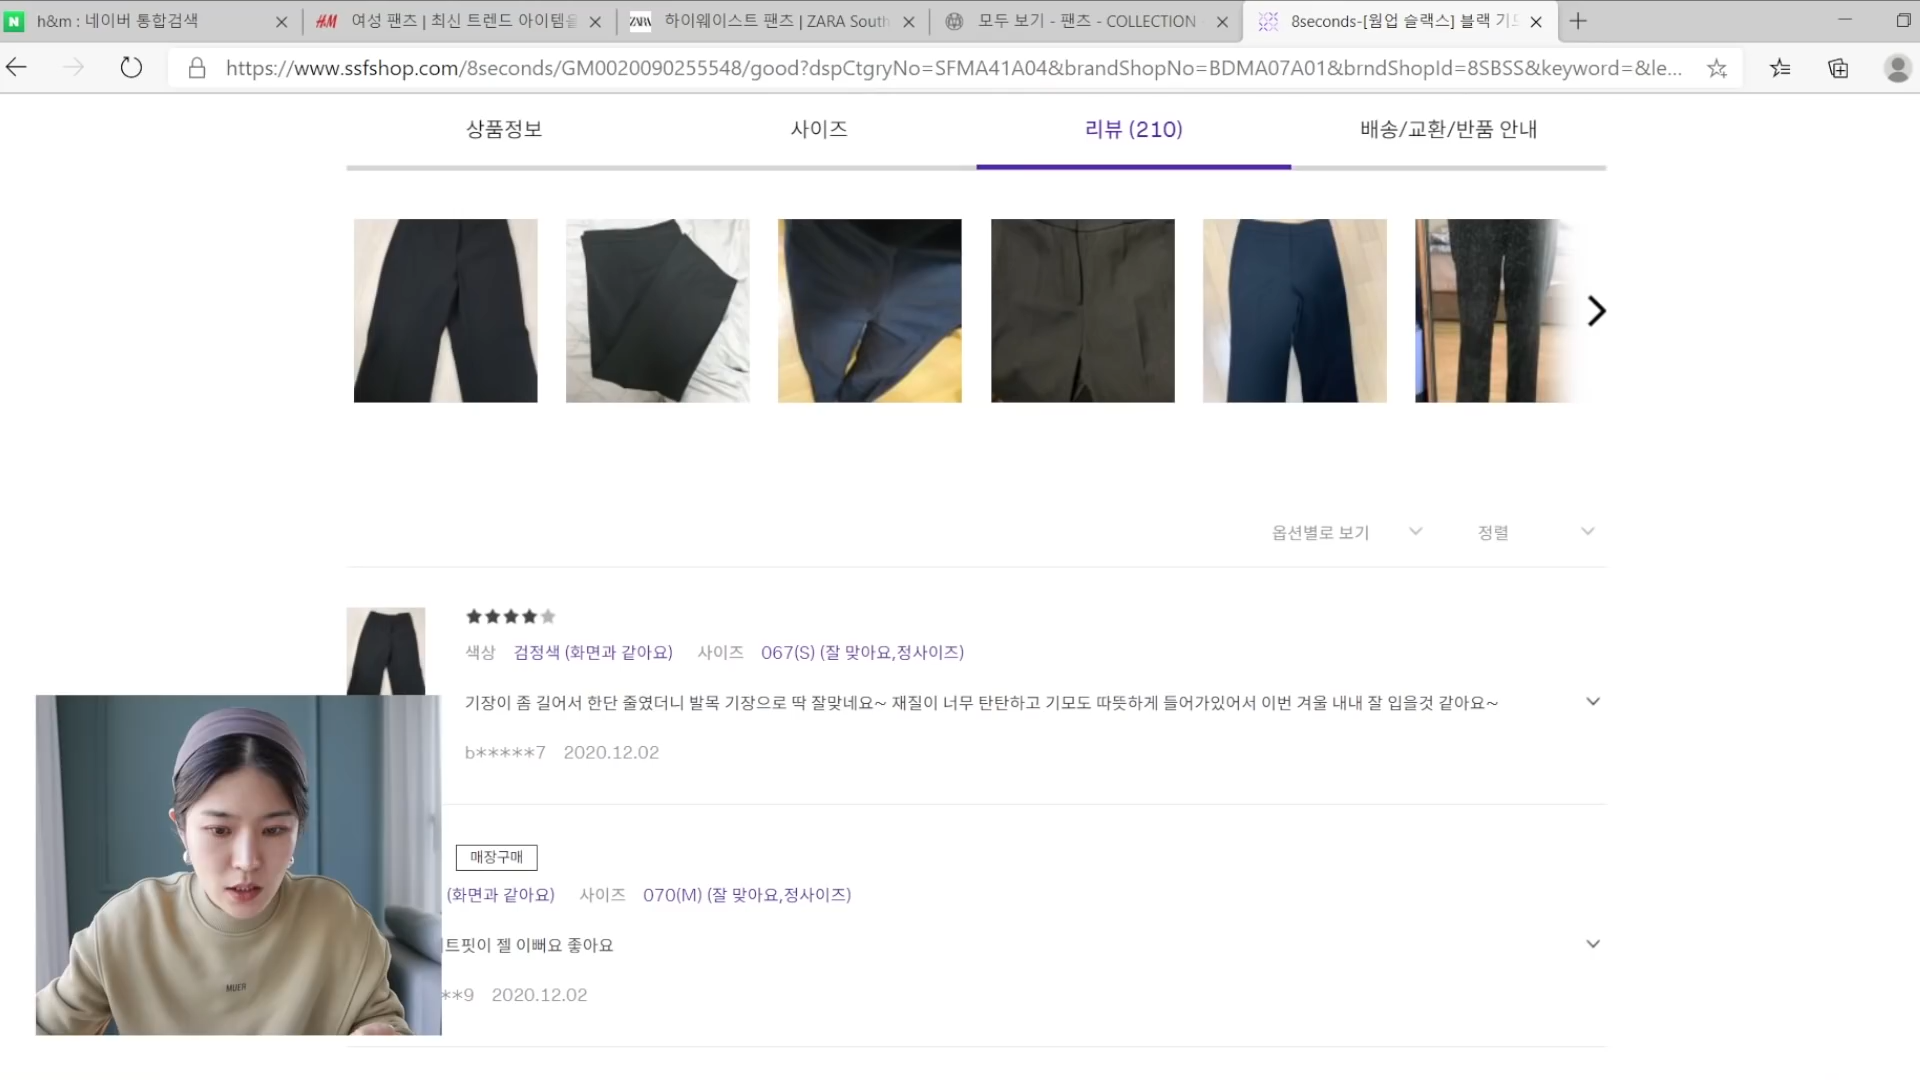 h&m : 네이버 통합검색
H&M 여성 팬츠 | 최신 트렌드 아이템을
ZARA 하이웨이스트 팬츠 | ZARA South
모두 보기 - 팬츠 - COLLECTION
8seconds-[웜업 슬랙스] 블랙 기모
https://www.ssfshop.com/8seconds/GM0020090255548/good?dspCtgryNo=SFMA41A04&brandShopNo=BDMA07A01&brndShopId=8SBSS&keyword=&le...
상품정보
사이즈
리뷰 (210)
배송/교환/반품 안내
옵션별로 보기
정렬
색상 검정색 (화면과 같아요) 사이즈 067(S) (잘 맞아요,정사이즈)
기장이 좀 길어서 한단 줄였더니 발목 기장으로 딱 잘맞네요~ 재질이 너무 탄탄하고 기모도 따뜻하게 들어가있어서 이번 겨울 내내 잘 입을것 같아요~
b*****7 2020.12.02
매장구매
(화면과 같아요) 사이즈 070(M) (잘 맞아요,정사이즈)
트핏이 젤 이뻐요 좋아요
**9 2020.12.02
MUER